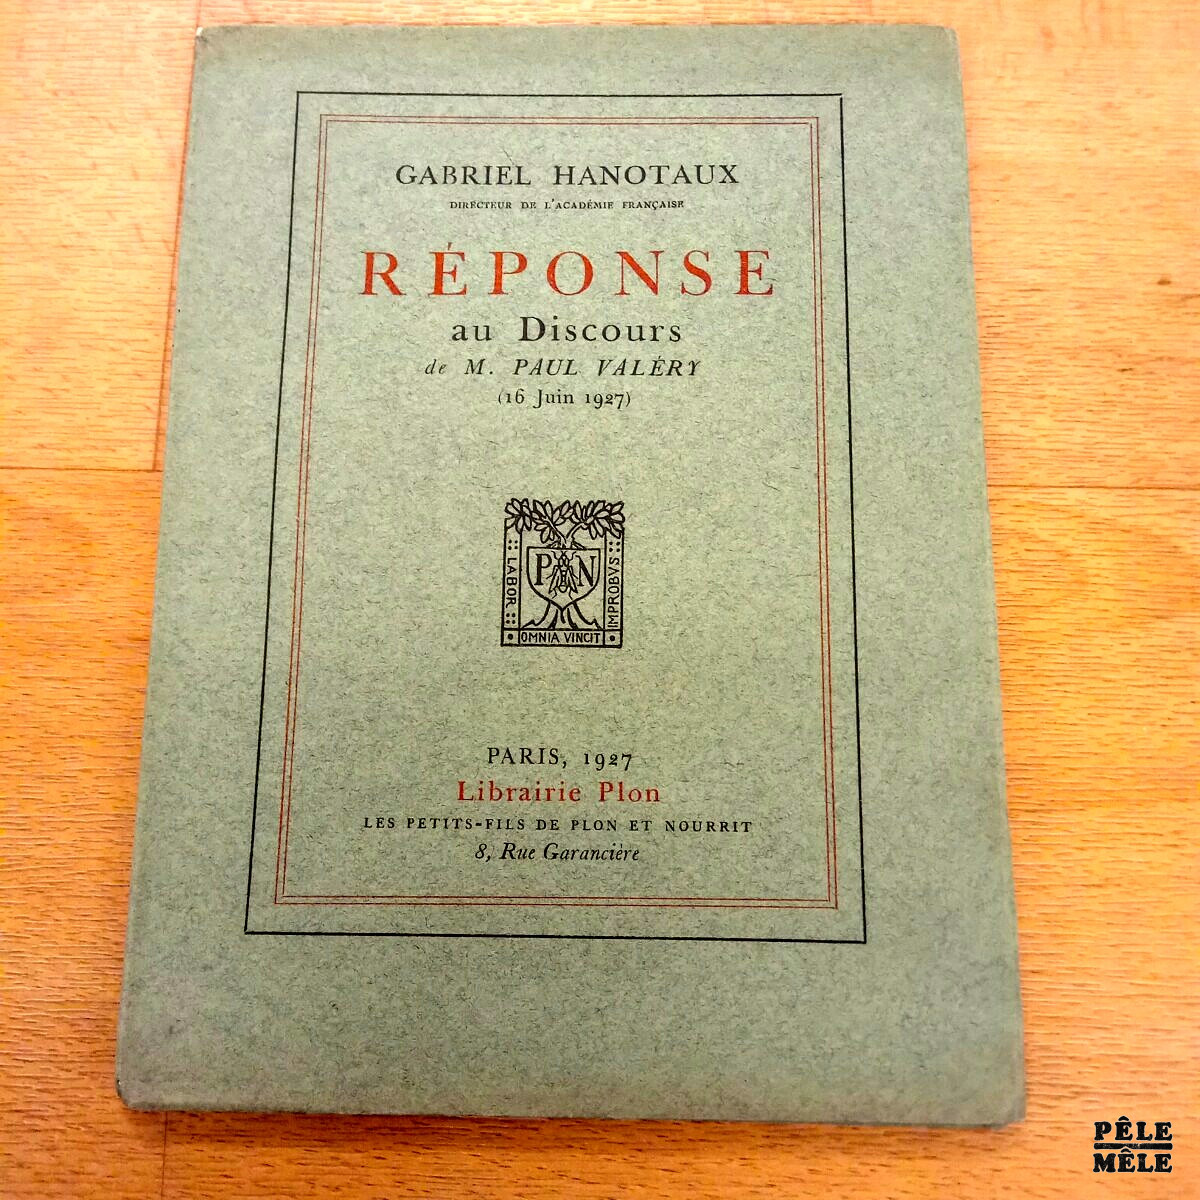 GABRIEL HANOTAUX
DIRECTEUR DE L'ACADÉMIE FRANÇAISE
RÉPONSE
au Discours
de M. PAUL VALÉRY
(16 Juin 1927)
LABOR
P N
IMPROBVS
OMNIA VINCIT
PARIS, 1927
Librairie Plon
LES PETITS-FILS DE PLON ET NOURRIT
8, Rue Garancière
PÊLE
MÊLE